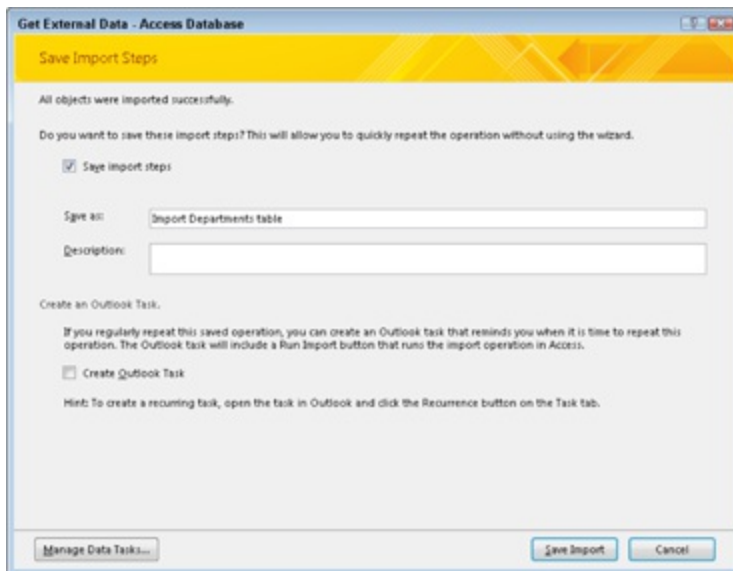 Get External Data - Access Database
Save Import Steps
All objects were imported successfully.
Do you want to save these import steps? This will allow you to quickly repeat the operation without using the wizard.
Save import steps
Save as:
Import Departments table
Description:
Create an Outlook Task.
If you regularly repeat this saved operation, you can create an Outlook task that reminds you when it is time to repeat this
operation. The Outlook task will include a Run Import button that runs the import operation in Access.
Create Outlook Task
Hint: To create a recurring task, open the task in Outlook and click the Recurrence button on the Task tab.
Manage Data Tasks...
Save Import
Cancel